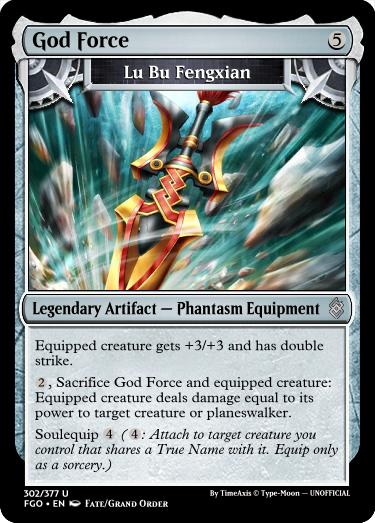 God Force 5
Lu Bu Fengxian
Legendary Artifact — Phantasm Equipment
Equipped creature gets +3/+3 and has double
strike.
2, Sacrifice God Force and equipped creature:
Equipped creature deals damage equal to its
power to target creature or planeswalker.
Soulequip 4 (4: Attach to target creature you
control that shares a True Name with it. Equip only
as a sorcery.)
302/377 U
FGO • EN Fate/Grand Order
By TimeAxis © Type-Moon — UNOFFICIAL